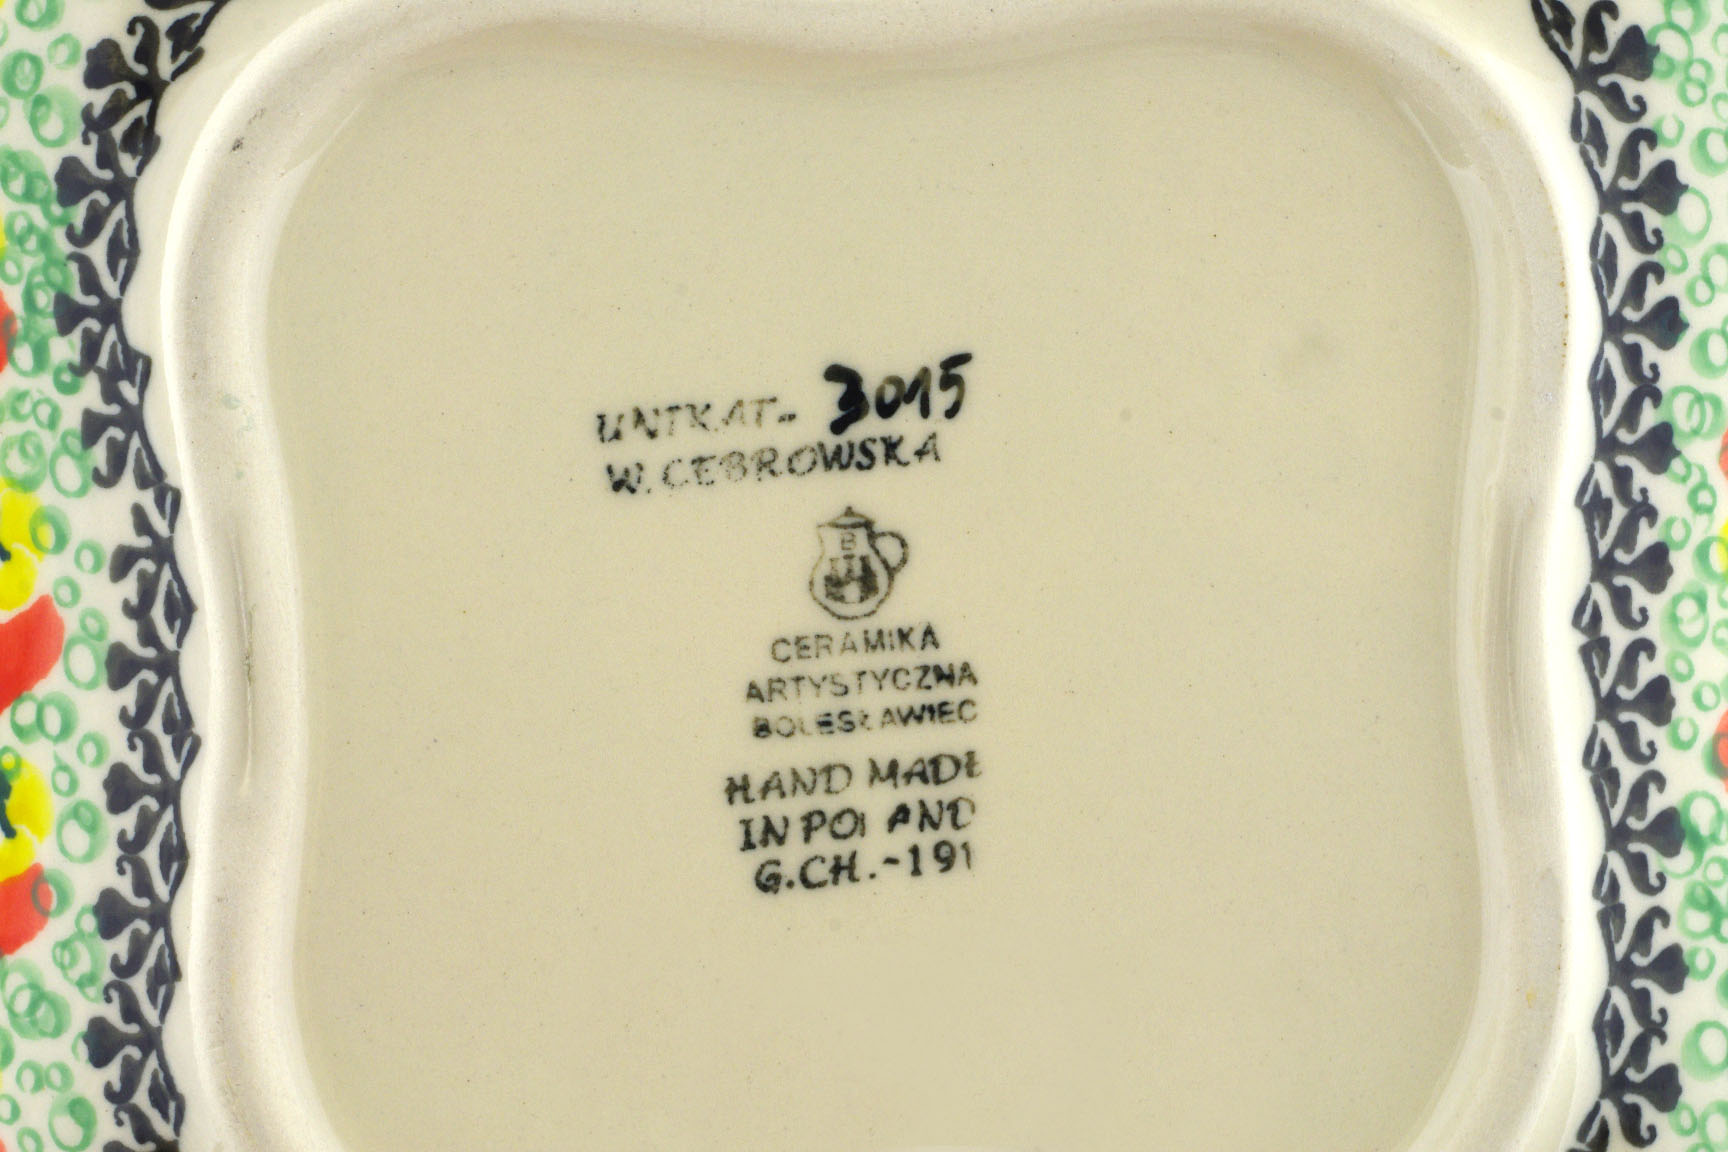 UNIKAT- 3015
W. CEBROWSKA
B
CERAMIKA
ARTYSTYCZNA
BOLESŁAWIEC
HAND MADE
IN POLAND
G.CH.-191